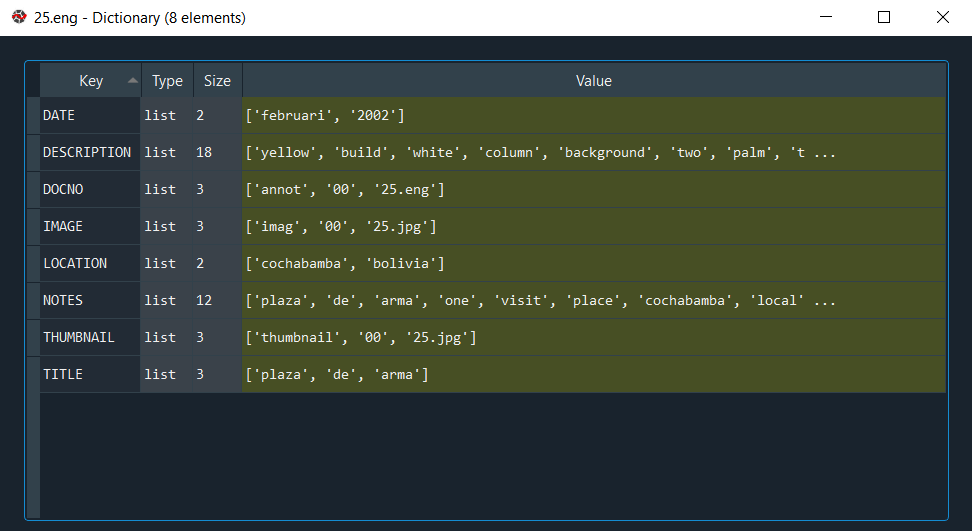 25.eng - Dictionary (8 elements)
Key Type Size Value
DATE list 2 ['februari', '2002']
DESCRIPTION list 18 ['yellow', 'build', 'white', 'column', 'background', 'two', 'palm', 't ...
DOCNO list 3 ['annot', '00', '25.eng']
IMAGE list 3 ['imag', '00', '25.jpg']
LOCATION list 2 ['cochabamba', 'bolivia']
NOTES list 12 ['plaza', 'de', 'arma', 'one', 'visit', 'place', 'cochabamba', 'local' ...
THUMBNAIL list 3 ['thumbnail', '00', '25.jpg']
TITLE list 3 ['plaza', 'de', 'arma']